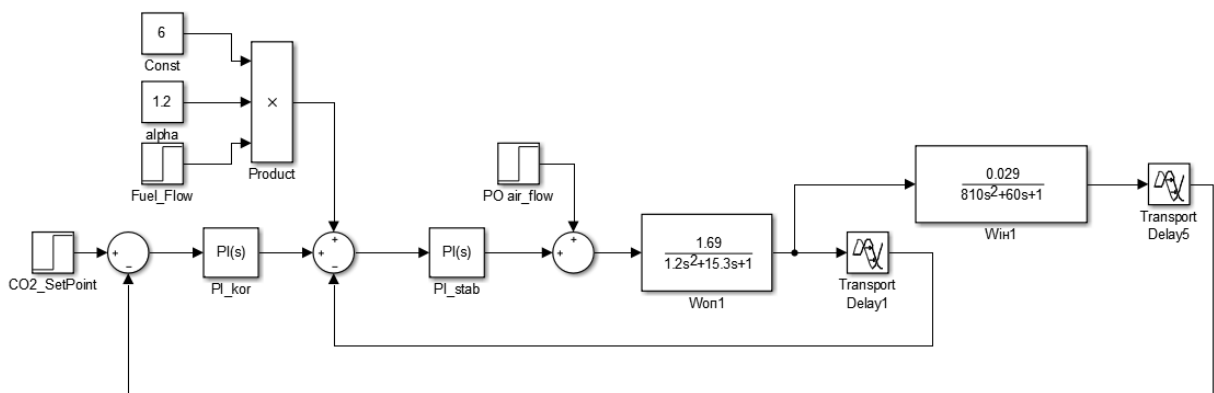 6
Const
1.2
alpha
Fuel_Flow
×
Product
CO2_SetPoint
+
−
PI(s)
PI_kor
+
−
−
PI(s)
PI_stab
PO air_flow
+
+
1.69
1.2s²+15.3s+1
Wоп1
Transport
Delay1
0.029
810s²+60s+1
Wін1
Transport
Delay5